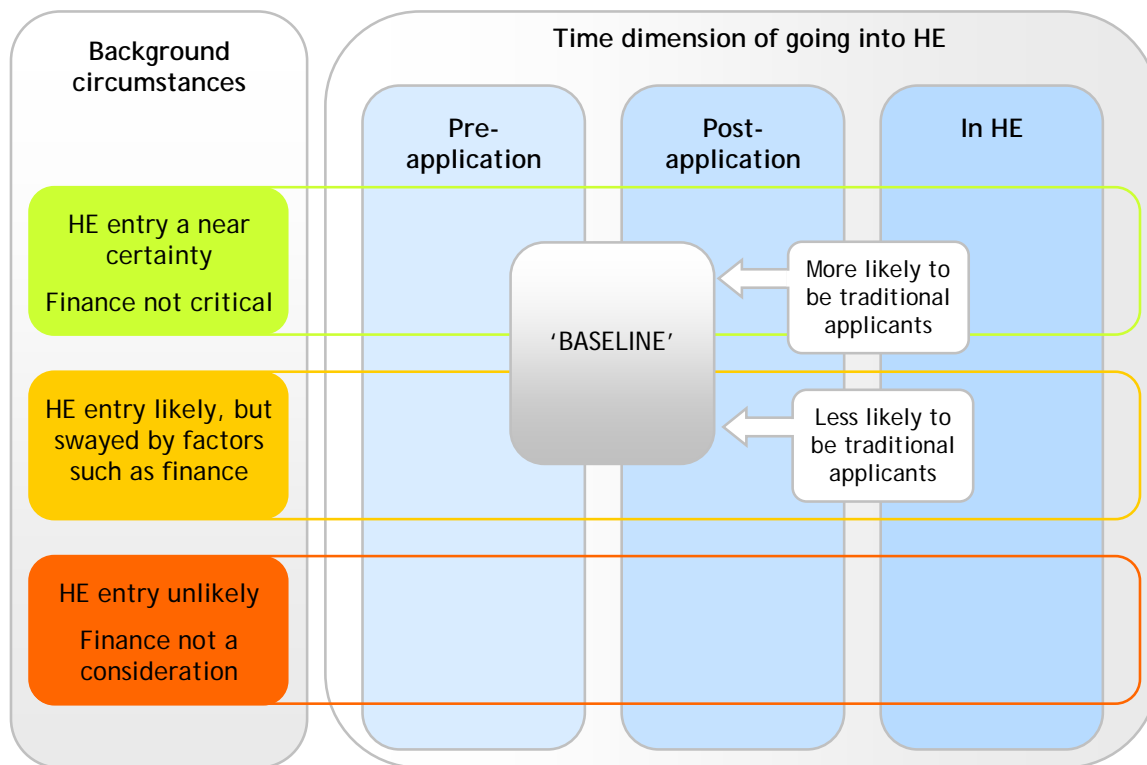 Background
circumstances
Time dimension of going into HE
Pre-
application
Post-
application
In HE
HE entry a near
certainty
Finance not critical
‘BASELINE’
More likely to
be traditional
applicants
HE entry likely, but
swayed by factors
such as finance
Less likely to
be traditional
applicants
HE entry unlikely
Finance not a
consideration